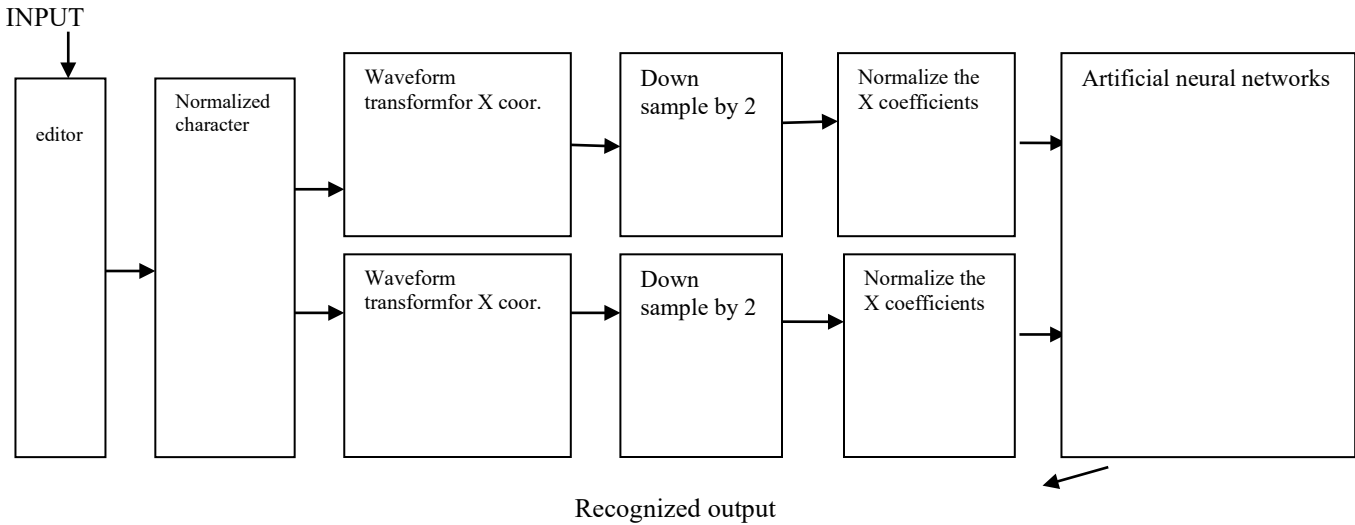 INPUT
editor
Normalized
character
Waveform
transformfor X coor.
Down
sample by 2
Normalize the
X coefficients
Artificial neural networks
Waveform
transformfor X coor.
Down
sample by 2
Normalize the
X coefficients
Recognized output